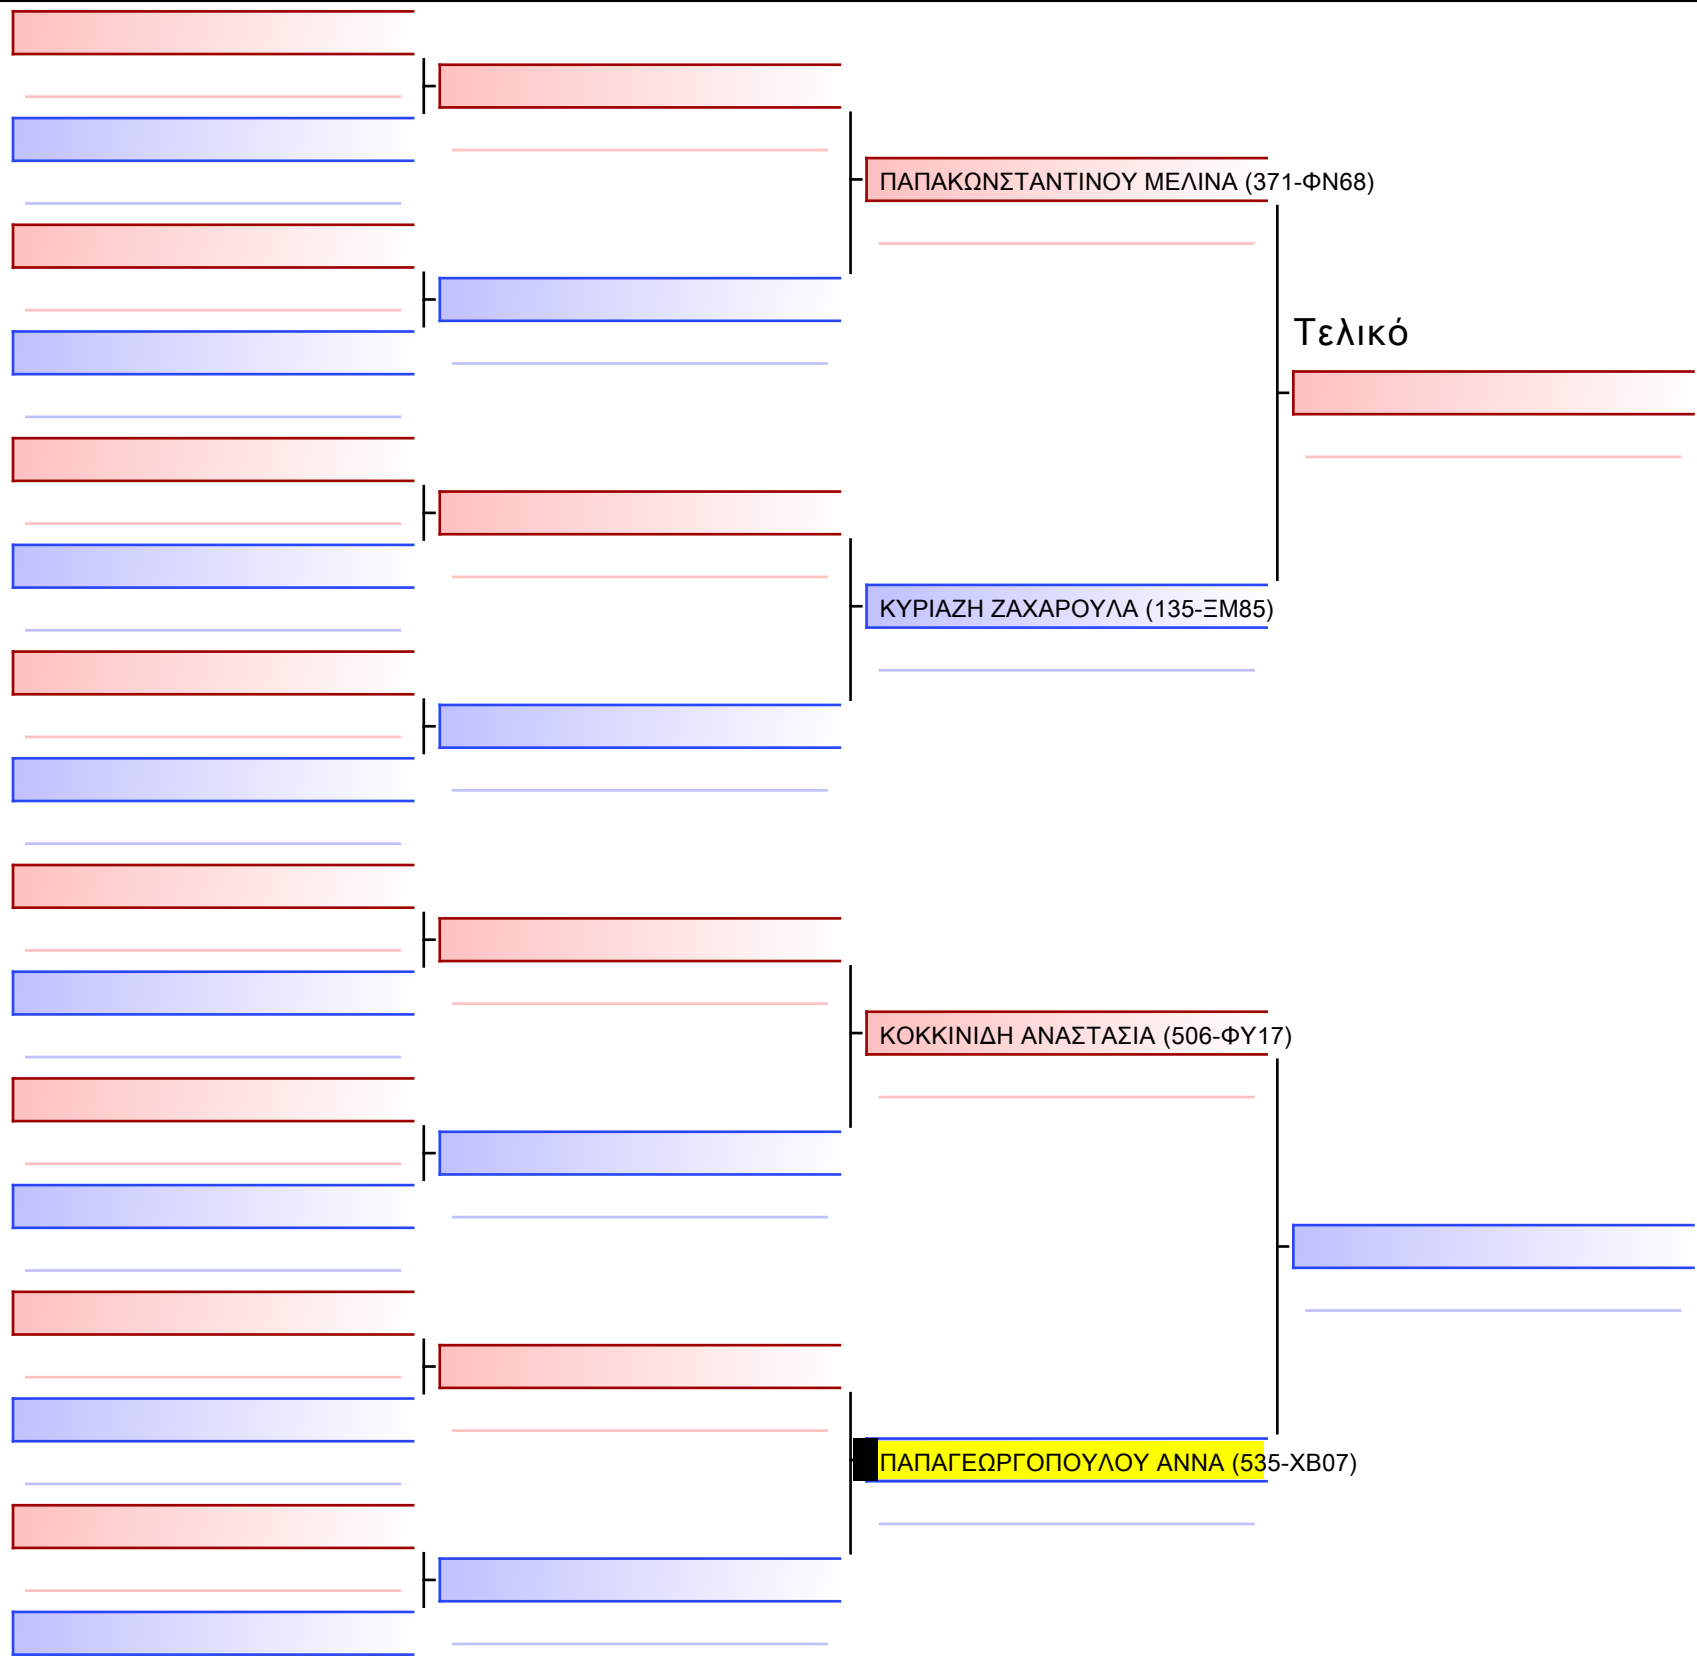 ΠΑΠΑΚΩΝΣΤΑΝΤΙΝΟΥ ΜΕΛΙΝΑ (371-ΦΝ68)
Τελικό
ΚΥΡΙΑΖΗ ΖΑΧΑΡΟΥΛΑ (135-ΞΜ85)
ΚΟΚΚΙΝΙΔΗ ΑΝΑΣΤΑΣΙΑ (506-ΦΥ17)
ΠΑΠΑΓΕΩΡΓΟΠΟΥΛΟΥ ΑΝΝΑ (535-ΧΒ07)